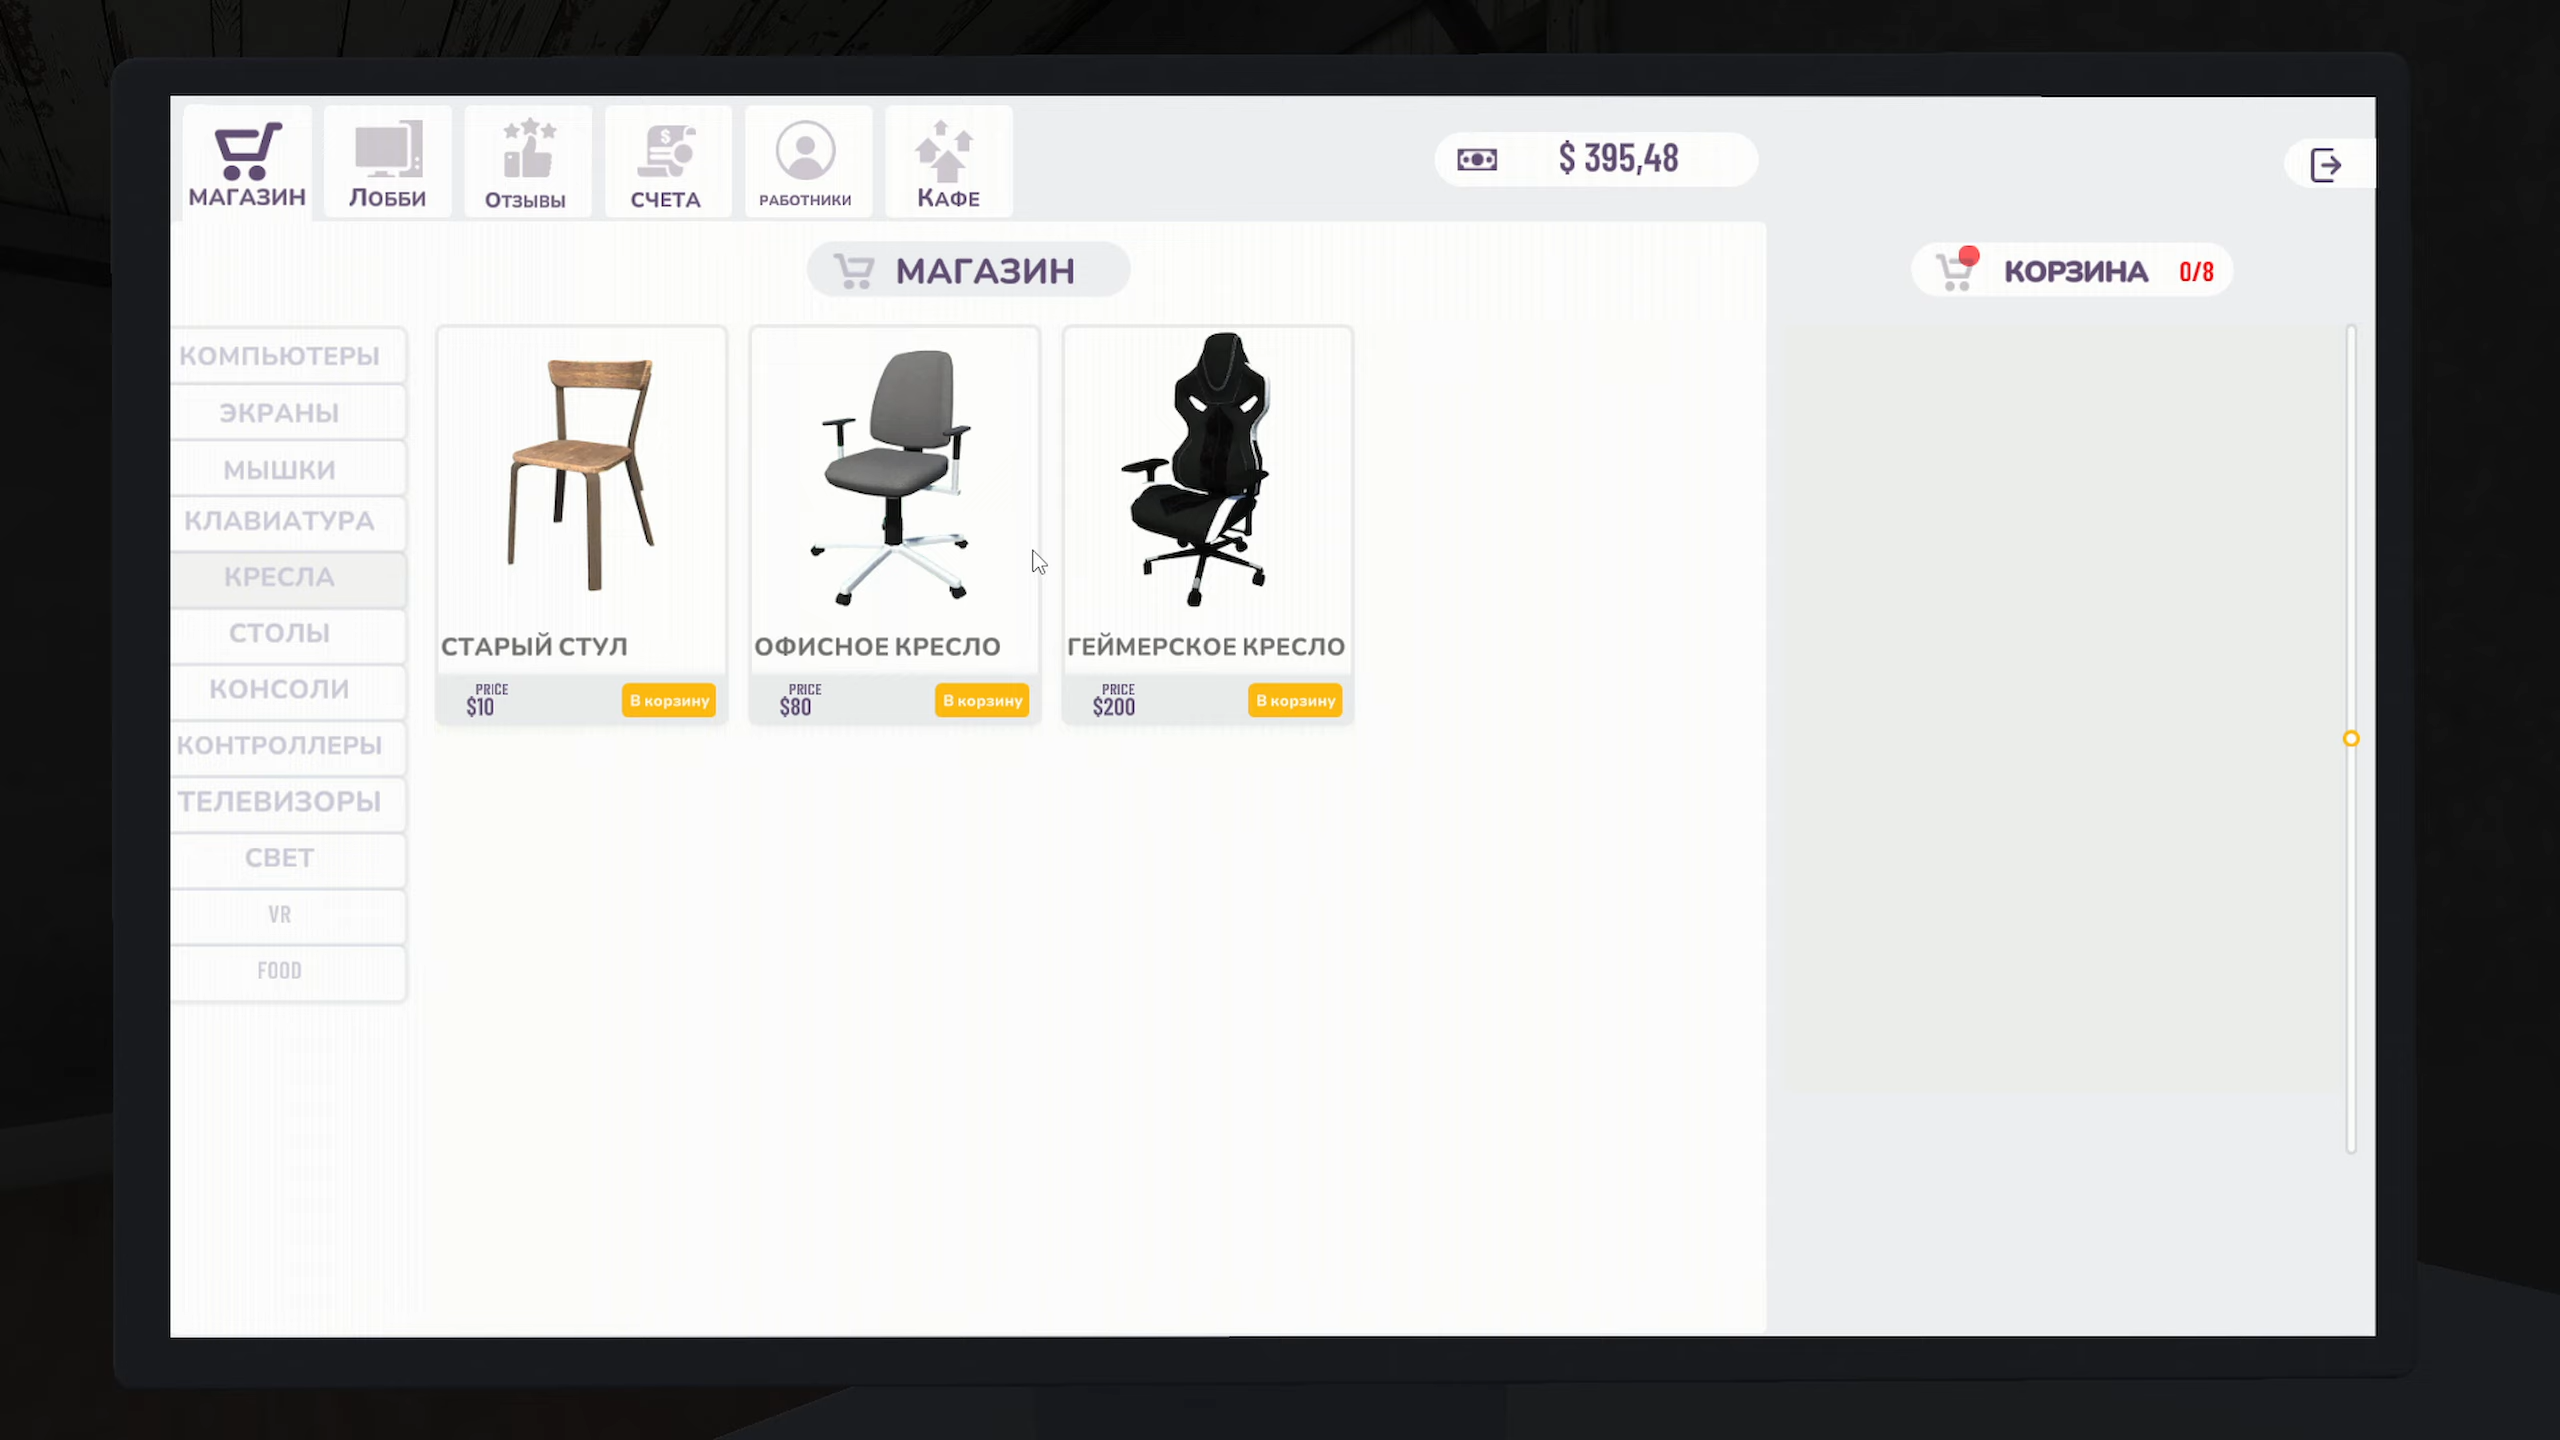 МАГАЗИН
ЛОББИ
ОТЗЫВЫ
СЧЕТА
РАБОТНИКИ
КАФЕ
$ 395,48
МАГАЗИН
КОРЗИНА 0/8
КОМПЬЮТЕРЫ
ЭКРАНЫ
МЫШКИ
КЛАВИАТУРА
КРЕСЛА
СТОЛЫ
КОНСОЛИ
КОНТРОЛЛЕРЫ
ТЕЛЕВИЗОРЫ
СВЕТ
VR
FOOD
СТАРЫЙ СТУЛ
PRICE
$10
В корзину
ОФИСНОЕ КРЕСЛО
PRICE
$80
В корзину
ГЕЙМЕРСКОЕ КРЕСЛО
PRICE
$200
В корзину